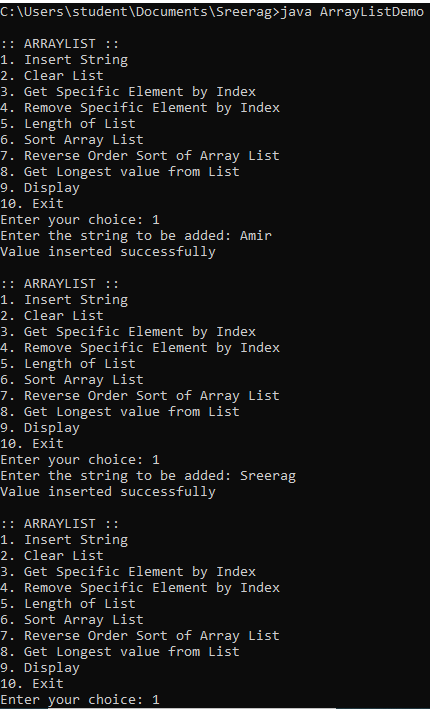 C:\Users\student\Documents\Sreerag>java ArrayListDemo
:: ARRAYLIST ::
1. Insert String
2. Clear List
3. Get Specific Element by Index
4. Remove Specific Element by Index
5. Length of List
6. Sort Array List
7. Reverse Order Sort of Array List
8. Get Longest value from List
9. Display
10. Exit
Enter your choice: 1
Enter the string to be added: Amir
Value inserted successfully
:: ARRAYLIST ::
1. Insert String
2. Clear List
3. Get Specific Element by Index
4. Remove Specific Element by Index
5. Length of List
6. Sort Array List
7. Reverse Order Sort of Array List
8. Get Longest value from List
9. Display
10. Exit
Enter your choice: 1
Enter the string to be added: Sreerag
Value inserted successfully
:: ARRAYLIST ::
1. Insert String
2. Clear List
3. Get Specific Element by Index
4. Remove Specific Element by Index
5. Length of List
6. Sort Array List
7. Reverse Order Sort of Array List
8. Get Longest value from List
9. Display
10. Exit
Enter your choice: 1